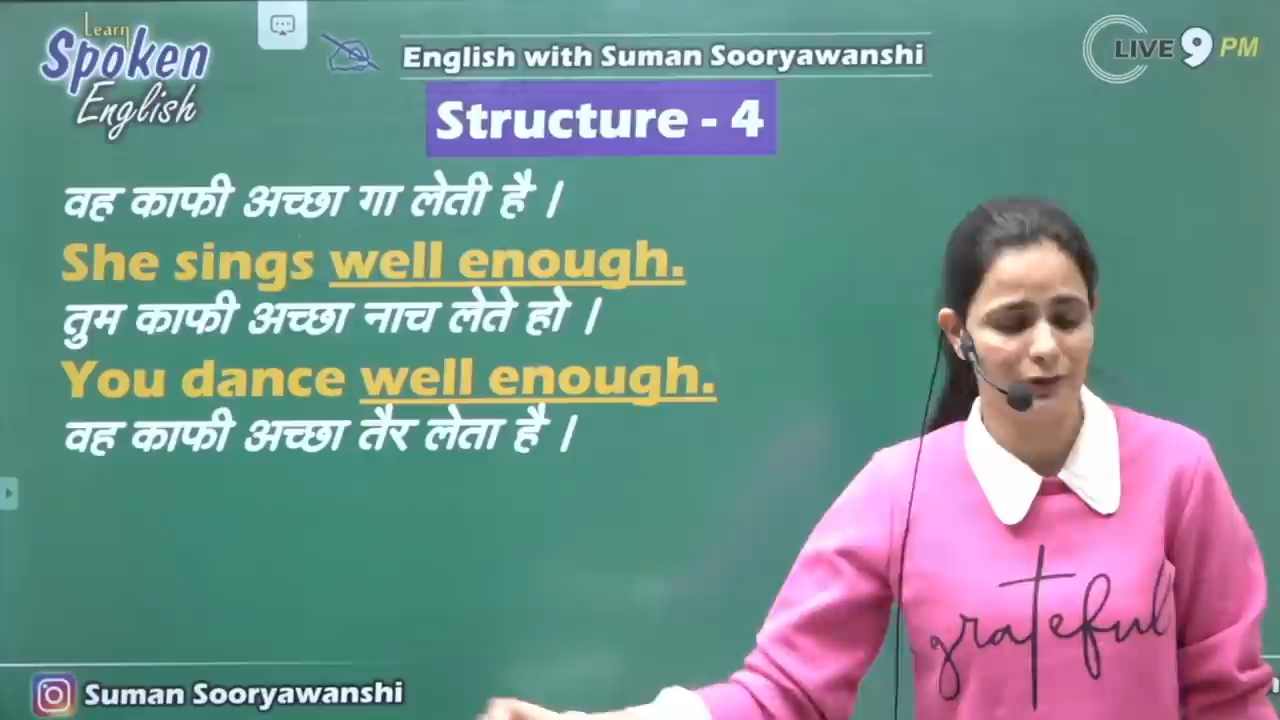 Learn
Spoken
English
English with Suman Sooryawanshi
LIVE 9 PM
Structure - 4
वह काफी अच्छा गा लेती है ।
She sings well enough.
तुम काफी अच्छा नाच लेते हो ।
You dance well enough.
वह काफी अच्छा तैर लेता है ।
grateful
Suman Sooryawanshi